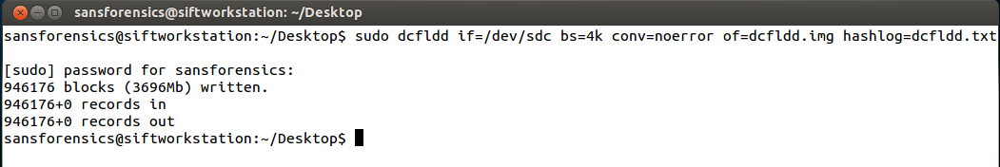 sansforensics@siftworkstation: ~/Desktop
sansforensics@siftworkstation:~/Desktop$ sudo dcfldd if=/dev/sdc bs=4k conv=noerror of=dcfldd.img hashlog=dcfldd.txt
[sudo] password for sansforensics:
946176 blocks (3696Mb) written.
946176+0 records in
946176+0 records out
sansforensics@siftworkstation:~/Desktop$